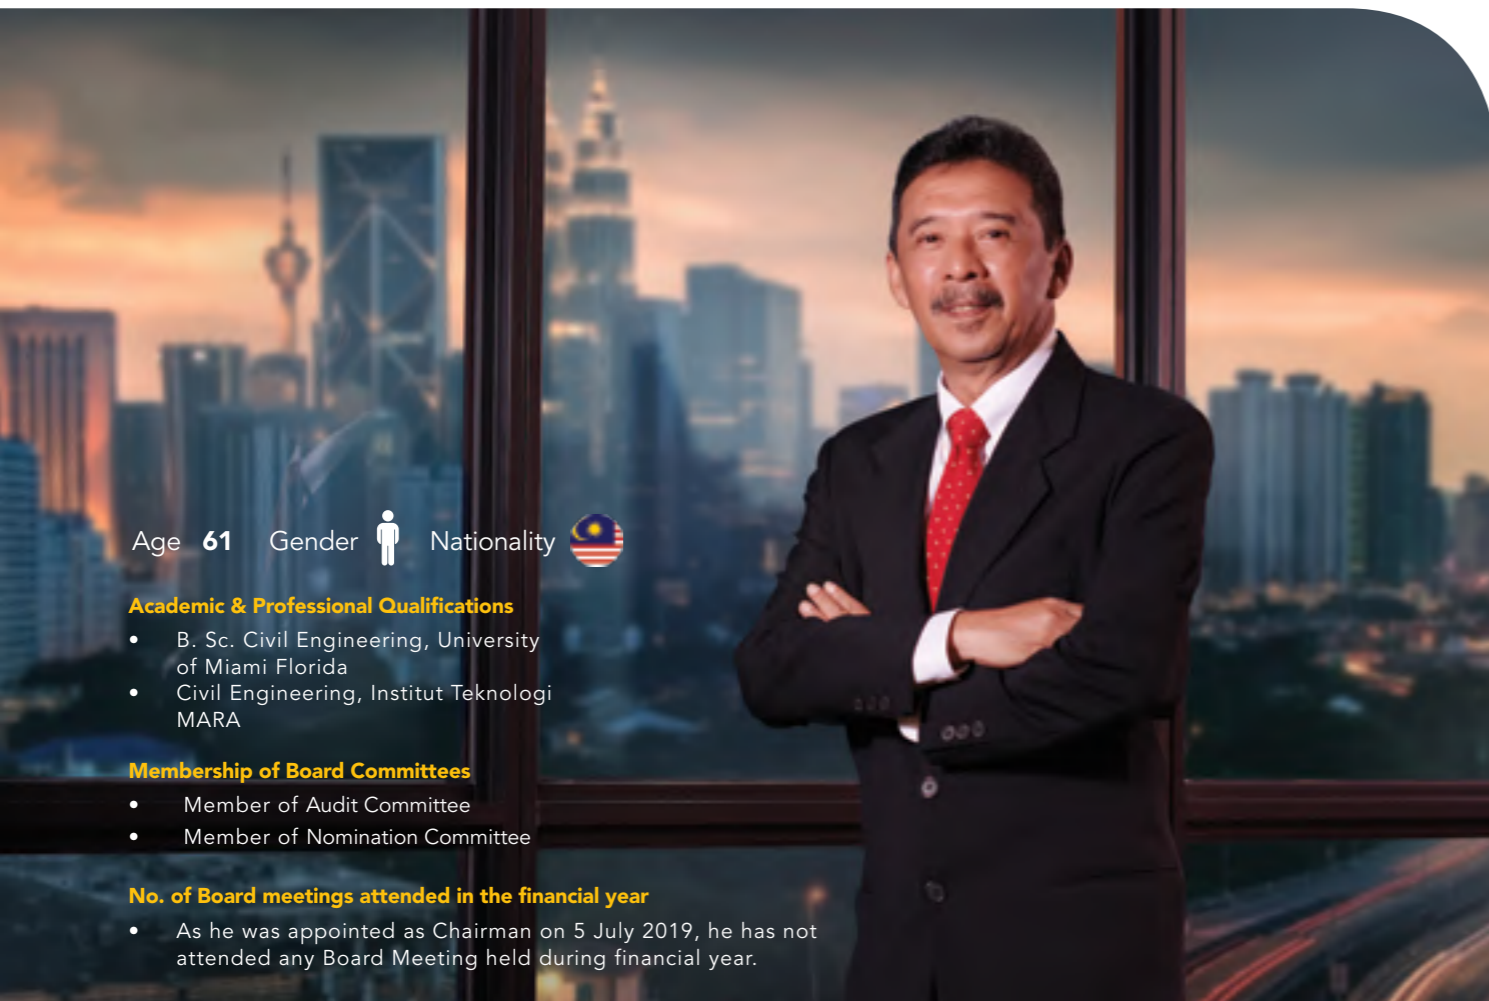 Age 61 Gender Nationality
Academic & Professional Qualifications
• B. Sc. Civil Engineering, University
of Miami Florida
• Civil Engineering, Institut Teknologi
MARA
Membership of Board Committees
• Member of Audit Committee
• Member of Nomination Committee
No. of Board meetings attended in the financial year
• As he was appointed as Chairman on 5 July 2019, he has not
attended any Board Meeting held during financial year.